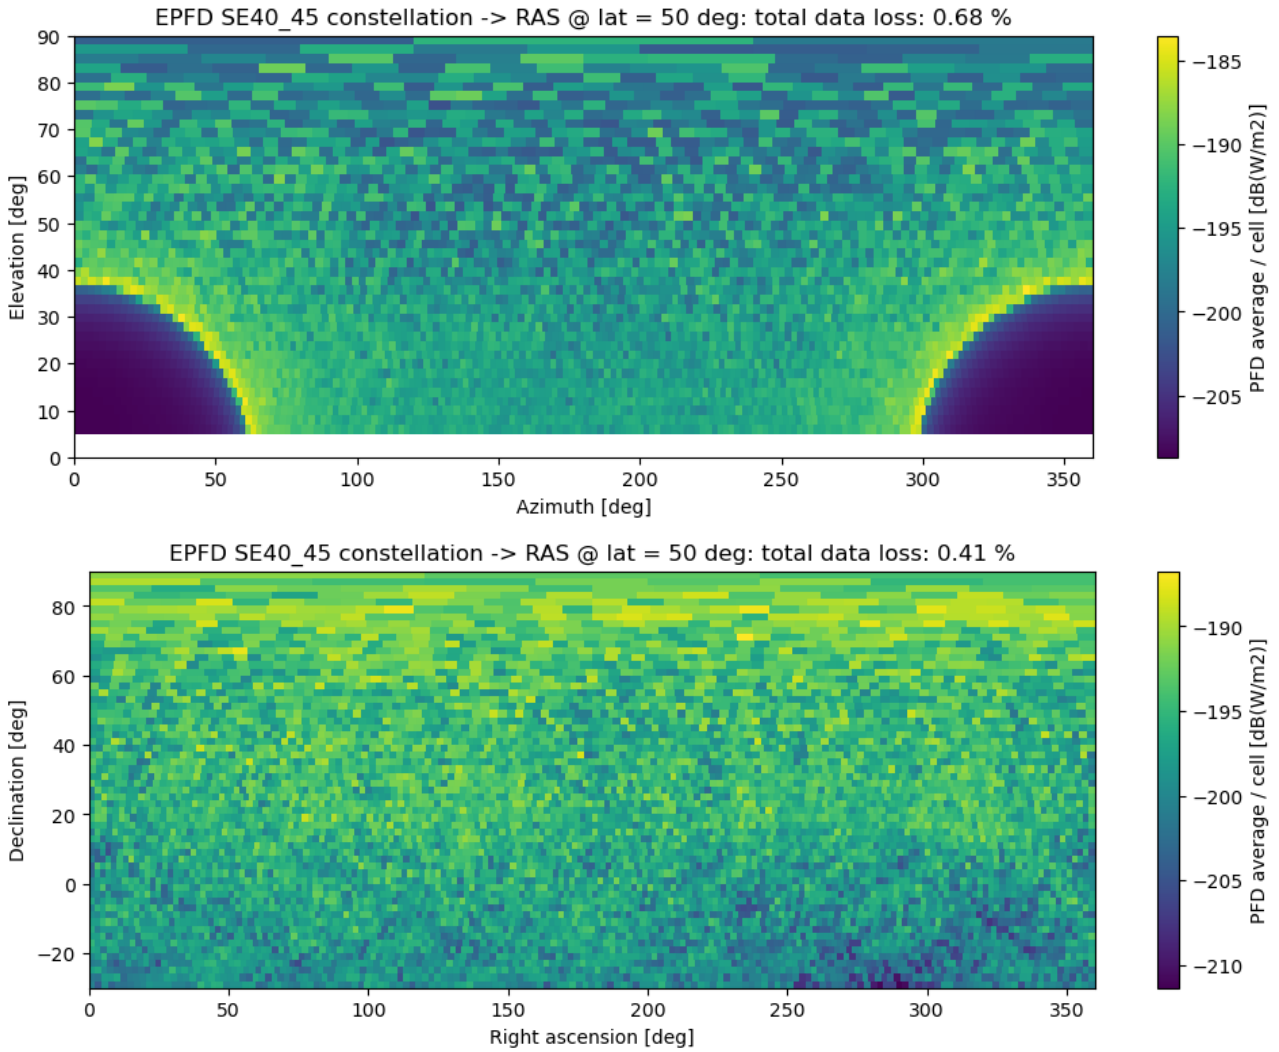 EPFD SE40_45 constellation -> RAS @ lat = 50 deg: total data loss: 0.68 %
90
80
70
60
50
40
30
20
10
0
Elevation [deg]
0 50 100 150 200 250 300 350
Azimuth [deg]
−185
−190
−195
−200
−205
PFD average / cell [dB(W/m2)]
EPFD SE40_45 constellation -> RAS @ lat = 50 deg: total data loss: 0.41 %
80
60
40
20
0
−20
Declination [deg]
0 50 100 150 200 250 300 350
Right ascension [deg]
−190
−195
−200
−205
−210
PFD average / cell [dB(W/m2)]